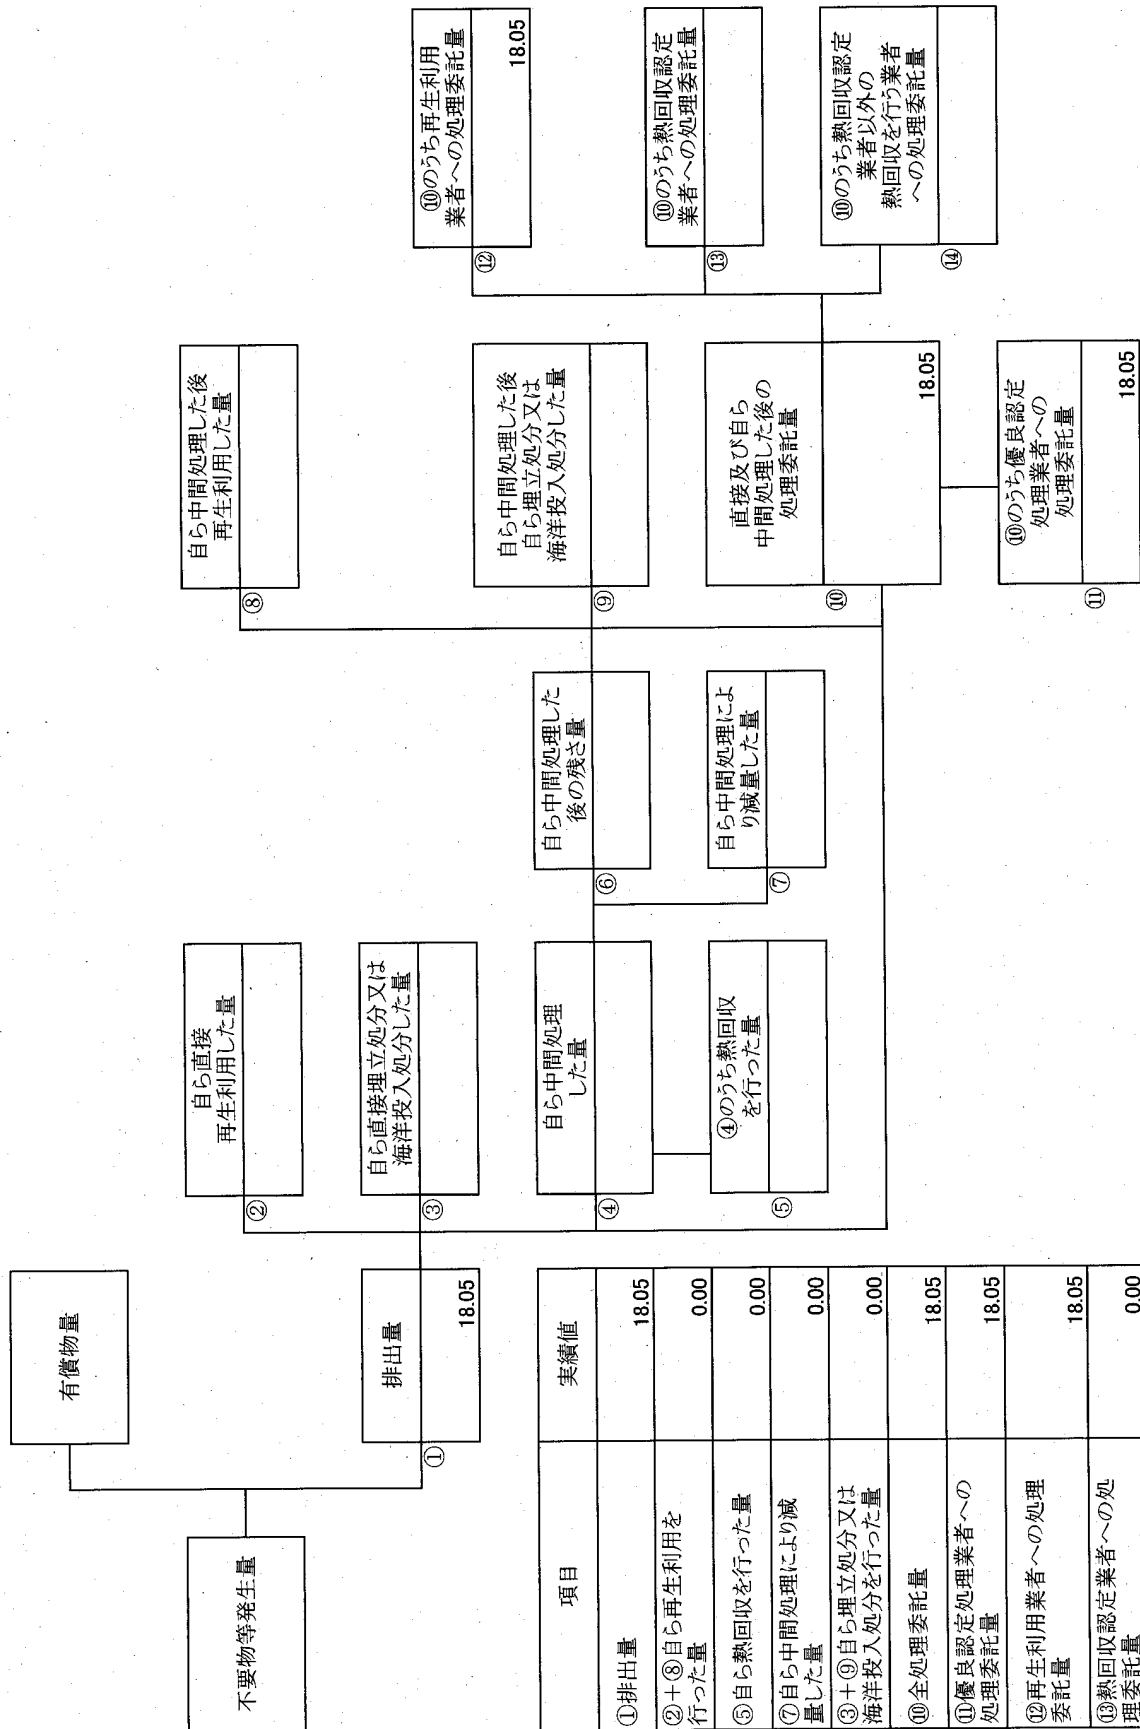 不要物等発生量
有償物量
排出量
①
18.05
自ら直接
再生利用した量
②
自ら直接埋立処分又は
海洋投入処分した量
③
自ら中間処理
した量
④
④のうち熱回収
を行った量
⑤
自ら中間処理した
後の残さ量
⑥
自ら中間処理によ
り減量した量
⑦
自ら中間処理した後
再生利用した量
⑧
自ら中間処理した後
自ら埋立処分又は
海洋投入処分した量
⑨
直接及び自ら
中間処理した後の
処理委託量
⑩
18.05
⑩のうち優良認定
処理業者への
処理委託量
⑪
18.05
⑩のうち再生利用
業者への処理委託量
⑫
18.05
⑩のうち熱回収認定
業者への処理委託量
⑬
⑩のうち熱回収認定
業者以外の
熱回収を行う業者
への処理委託量
⑭
項目 実績値
①排出量 18.05
②+⑧自ら再生利用を
行った量 0.00
⑤自ら熱回収を行った量 0.00
⑦自ら中間処理により減
量した量 0.00
③+⑨自ら埋立処分又は
海洋投入処分を行った量 0.00
⑩全処理委託量 18.05
⑪優良認定処理業者への
処理委託量 18.05
⑫再生利用業者への処理
委託量 18.05
⑬熱回収認定業者への処
理委託量 0.00